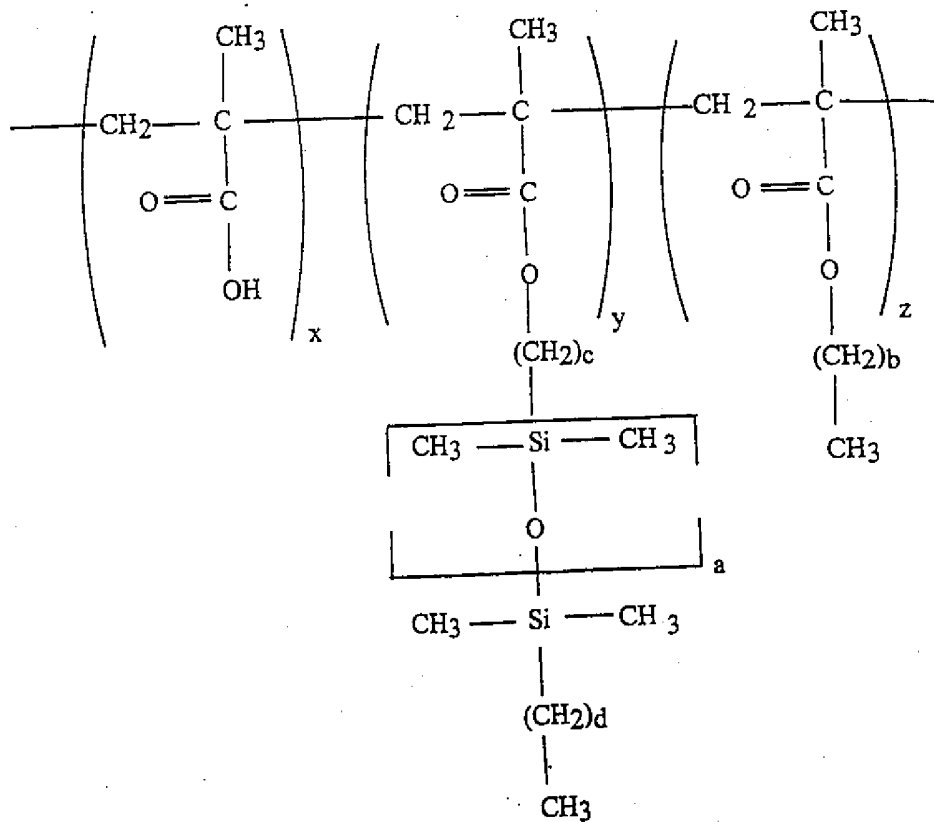 CH3 CH3 CH3
CH2 C CH 2 C CH 2 C
O C O C O C
OH O O
x y z
(CH2)c (CH2)b
CH3 Si CH 3 CH3
O
a
CH3 Si CH 3
(CH2)d
CH3